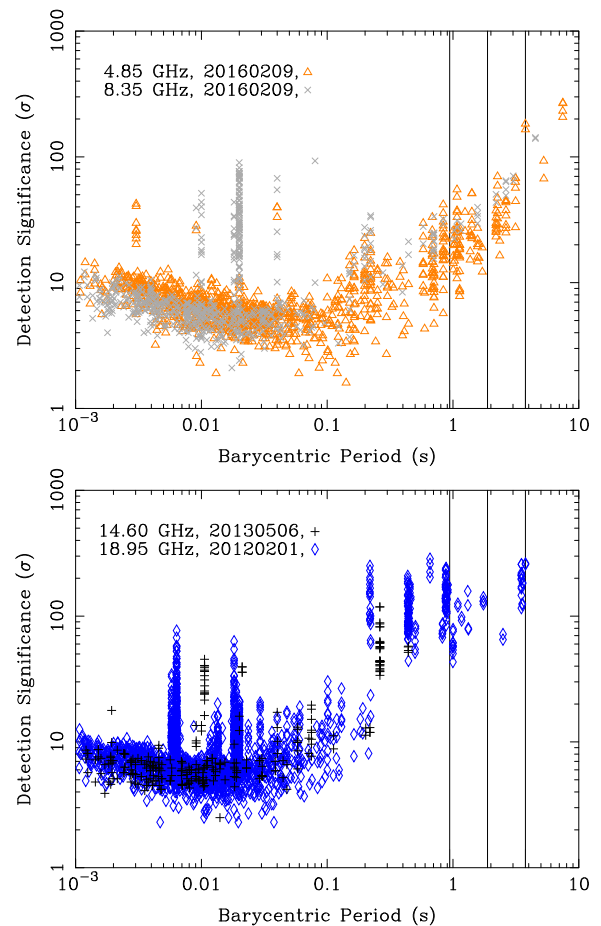 1000
100
10
1
Detection Significance (σ)
4.85 GHz, 20160209,
8.35 GHz, 20160209,
10⁻³ 0.01 0.1 1 10
Barycentric Period (s)
1000
100
10
1
Detection Significance (σ)
14.60 GHz, 20130506,
18.95 GHz, 20120201,
10⁻³ 0.01 0.1 1 10
Barycentric Period (s)